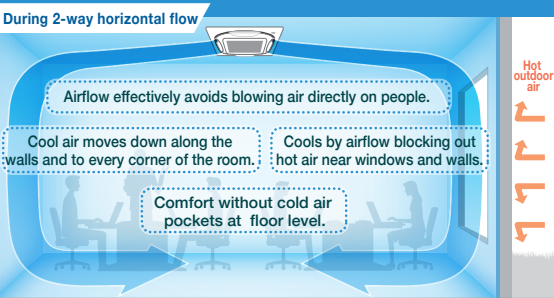 During 2-way horizontal flow
Hot
outdoor
air
Airflow effectively avoids blowing air directly on people.
Cool air moves down along the
walls and to every corner of the room.
Cools by airflow blocking out
hot air near windows and walls.
Comfort without cold air
pockets at floor level.